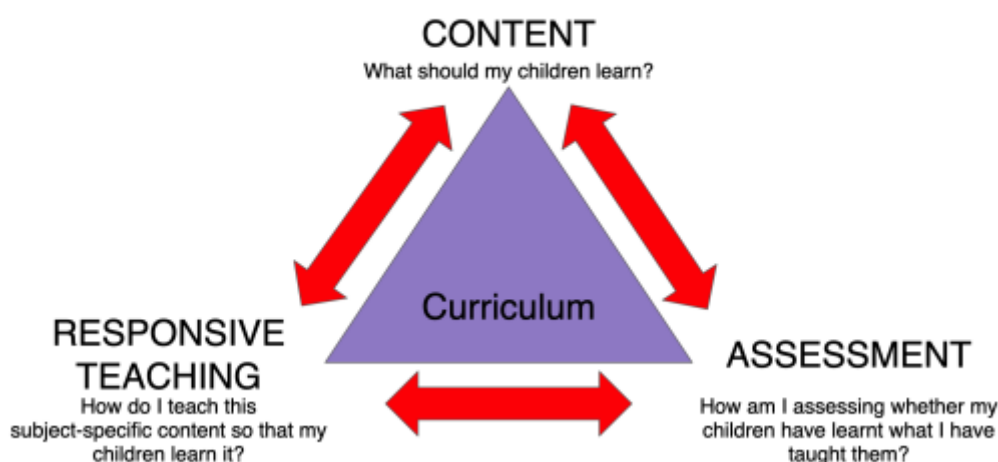 CONTENT
What should my children learn?
Curriculum
RESPONSIVE
TEACHING
How do I teach this
subject-specific content so that my
children learn it?
ASSESSMENT
How am I assessing whether my
children have learnt what I have
taught them?